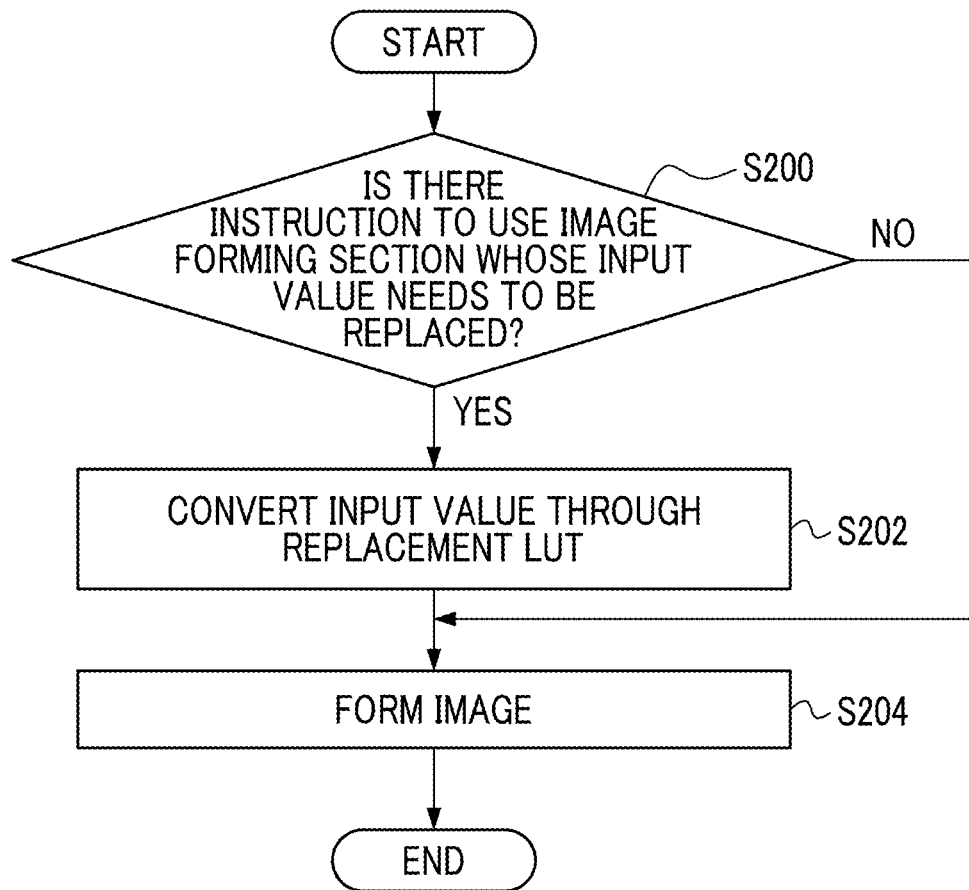 START
IS THERE
INSTRUCTION TO USE IMAGE
FORMING SECTION WHOSE INPUT
VALUE NEEDS TO BE
REPLACED?
S200
NO
YES
CONVERT INPUT VALUE THROUGH
REPLACEMENT LUT
S202
FORM IMAGE
S204
END